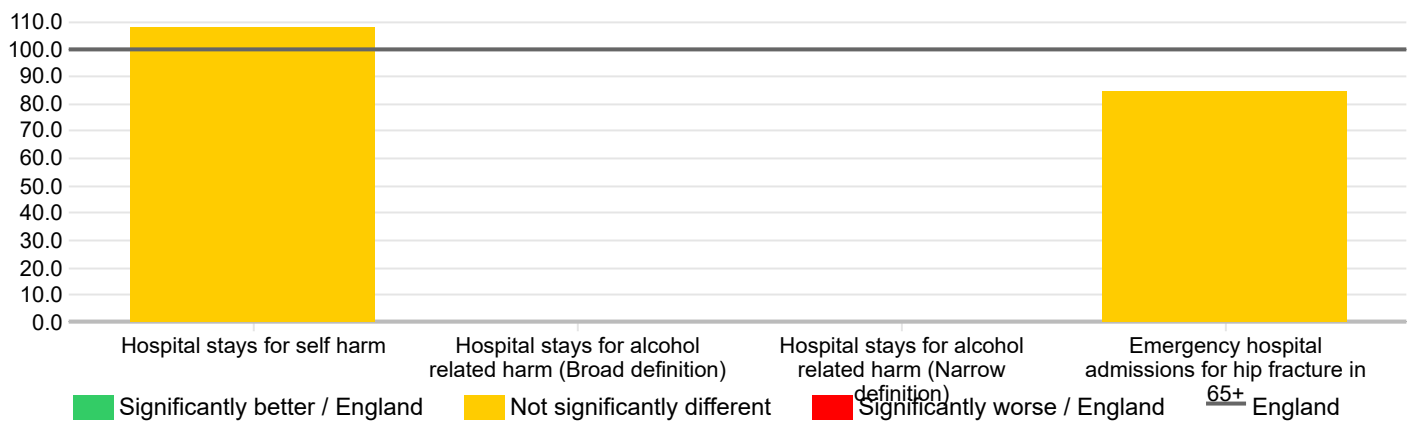 110.0
100.0
90.0
80.0
70.0
60.0
50.0
40.0
30.0
20.0
10.0
0.0
Hospital stays for self harm
Hospital stays for alcohol
related harm (Broad definition)
Hospital stays for alcohol
related harm (Narrow
definition)
Emergency hospital
admissions for hip fracture in
65+
Significantly better / England
Not significantly different
Significantly worse / England
England